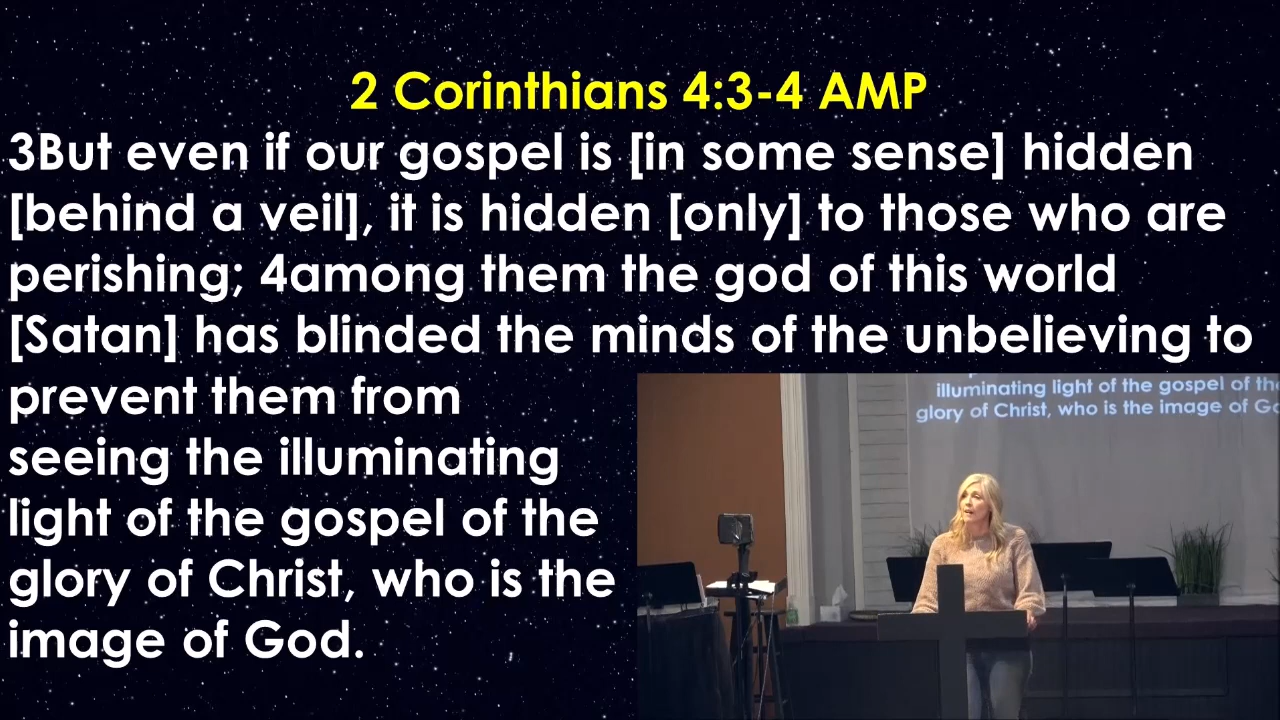 2 Corinthians 4:3-4 AMP
3But even if our gospel is [in some sense] hidden
[behind a veil], it is hidden [only] to those who are
perishing; 4among them the god of this world
[Satan] has blinded the minds of the unbelieving to
prevent them from
seeing the illuminating
light of the gospel of the
glory of Christ, who is the
image of God.
illuminating light of the gospel of the
glory of Christ, who is the image of